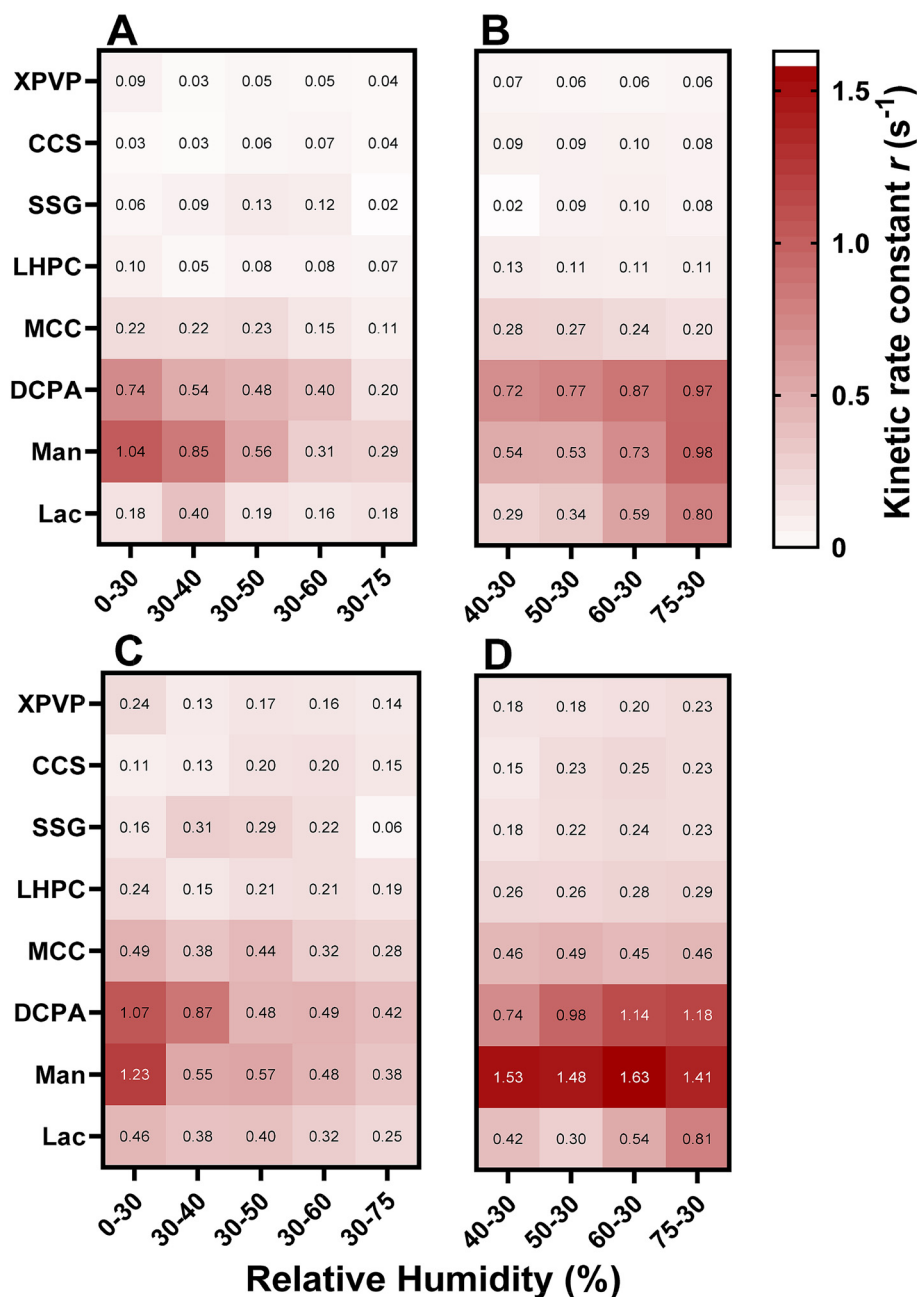 A
B
XPVP 0.09 0.03 0.05 0.05 0.04 0.07 0.06 0.06 0.06
CCS 0.03 0.03 0.06 0.07 0.04 0.09 0.09 0.10 0.08
SSG 0.06 0.09 0.13 0.12 0.02 0.02 0.09 0.10 0.08
LHPC 0.10 0.05 0.08 0.08 0.07 0.13 0.11 0.11 0.11
MCC 0.22 0.22 0.23 0.15 0.11 0.28 0.27 0.24 0.20
DCPA 0.74 0.54 0.48 0.40 0.20 0.72 0.77 0.87 0.97
Man 1.04 0.85 0.56 0.31 0.29 0.54 0.53 0.73 0.98
Lac 0.18 0.40 0.19 0.16 0.18 0.29 0.34 0.59 0.80
0-30 30-40 30-50 30-60 30-75 40-30 50-30 60-30 75-30
1.5
1.0
0.5
0
Kinetic rate constant r (s⁻¹)
C
D
XPVP 0.24 0.13 0.17 0.16 0.14 0.18 0.18 0.20 0.23
CCS 0.11 0.13 0.20 0.20 0.15 0.15 0.23 0.25 0.23
SSG 0.16 0.31 0.29 0.22 0.06 0.18 0.22 0.24 0.23
LHPC 0.24 0.15 0.21 0.21 0.19 0.26 0.26 0.28 0.29
MCC 0.49 0.38 0.44 0.32 0.28 0.46 0.49 0.45 0.46
DCPA 1.07 0.87 0.48 0.49 0.42 0.74 0.98 1.14 1.18
Man 1.23 0.55 0.57 0.48 0.38 1.53 1.48 1.63 1.41
Lac 0.46 0.38 0.40 0.32 0.25 0.42 0.30 0.54 0.81
0-30 30-40 30-50 30-60 30-75 40-30 50-30 60-30 75-30
Relative Humidity (%)